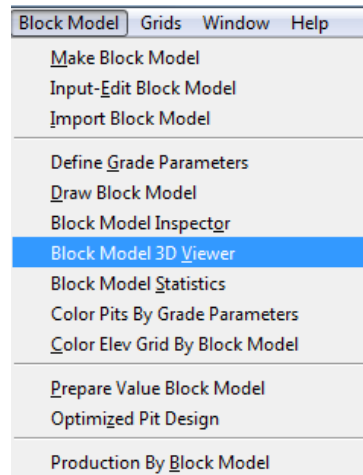 Block Model Grids Window Help
Make Block Model
Input-Edit Block Model
Import Block Model
Define Grade Parameters
Draw Block Model
Block Model Inspector
Block Model 3D Viewer
Block Model Statistics
Color Pits By Grade Parameters
Color Elev Grid By Block Model
Prepare Value Block Model
Optimized Pit Design
Production By Block Model